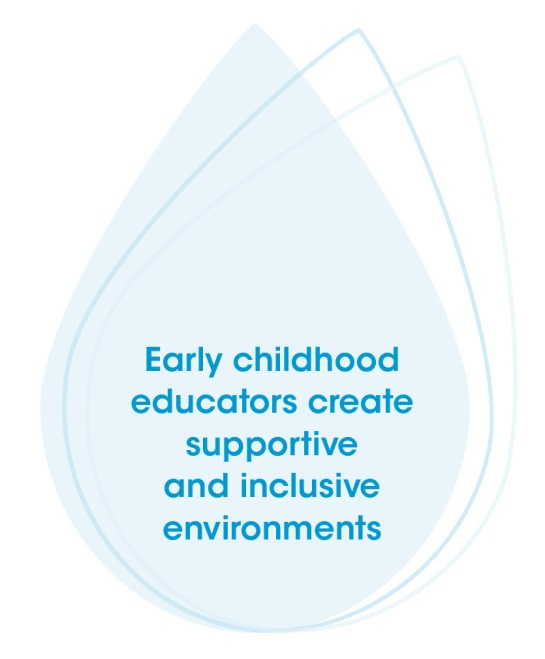 Early childhood
educators create
supportive
and inclusive
environments